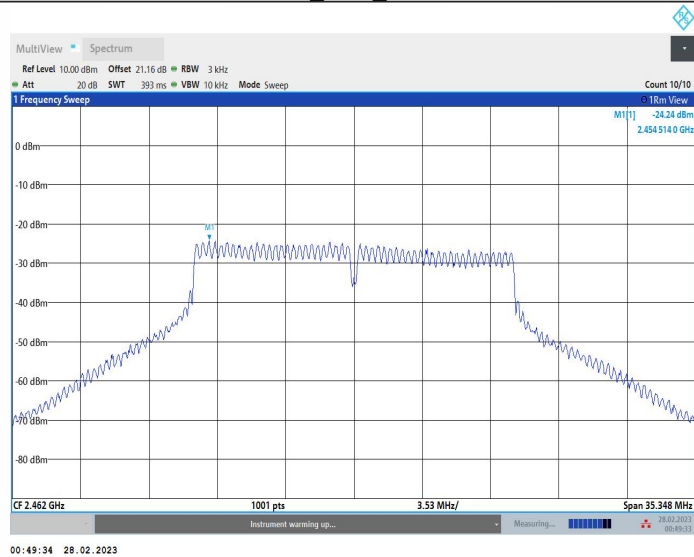 MultiView Spectrum
Ref Level 10.00 dBm Offset 21.16 dB RBW 3 kHz
Att 20 dB SWT 393 ms VBW 10 kHz Mode Sweep Count 10/10
1 Frequency Sweep 1Rm View
M1[1] -24.24 dBm
2.454 514 0 GHz
0 dBm
-10 dBm
-20 dBm
M1
-30 dBm
-40 dBm
-50 dBm
-60 dBm
-70 dBm
-80 dBm
CF 2.462 GHz 1001 pts 3.53 MHz/ Span 35.348 MHz
Instrument warming up... Measuring... 28.02.2023
00:49:33
00:49:34 28.02.2023